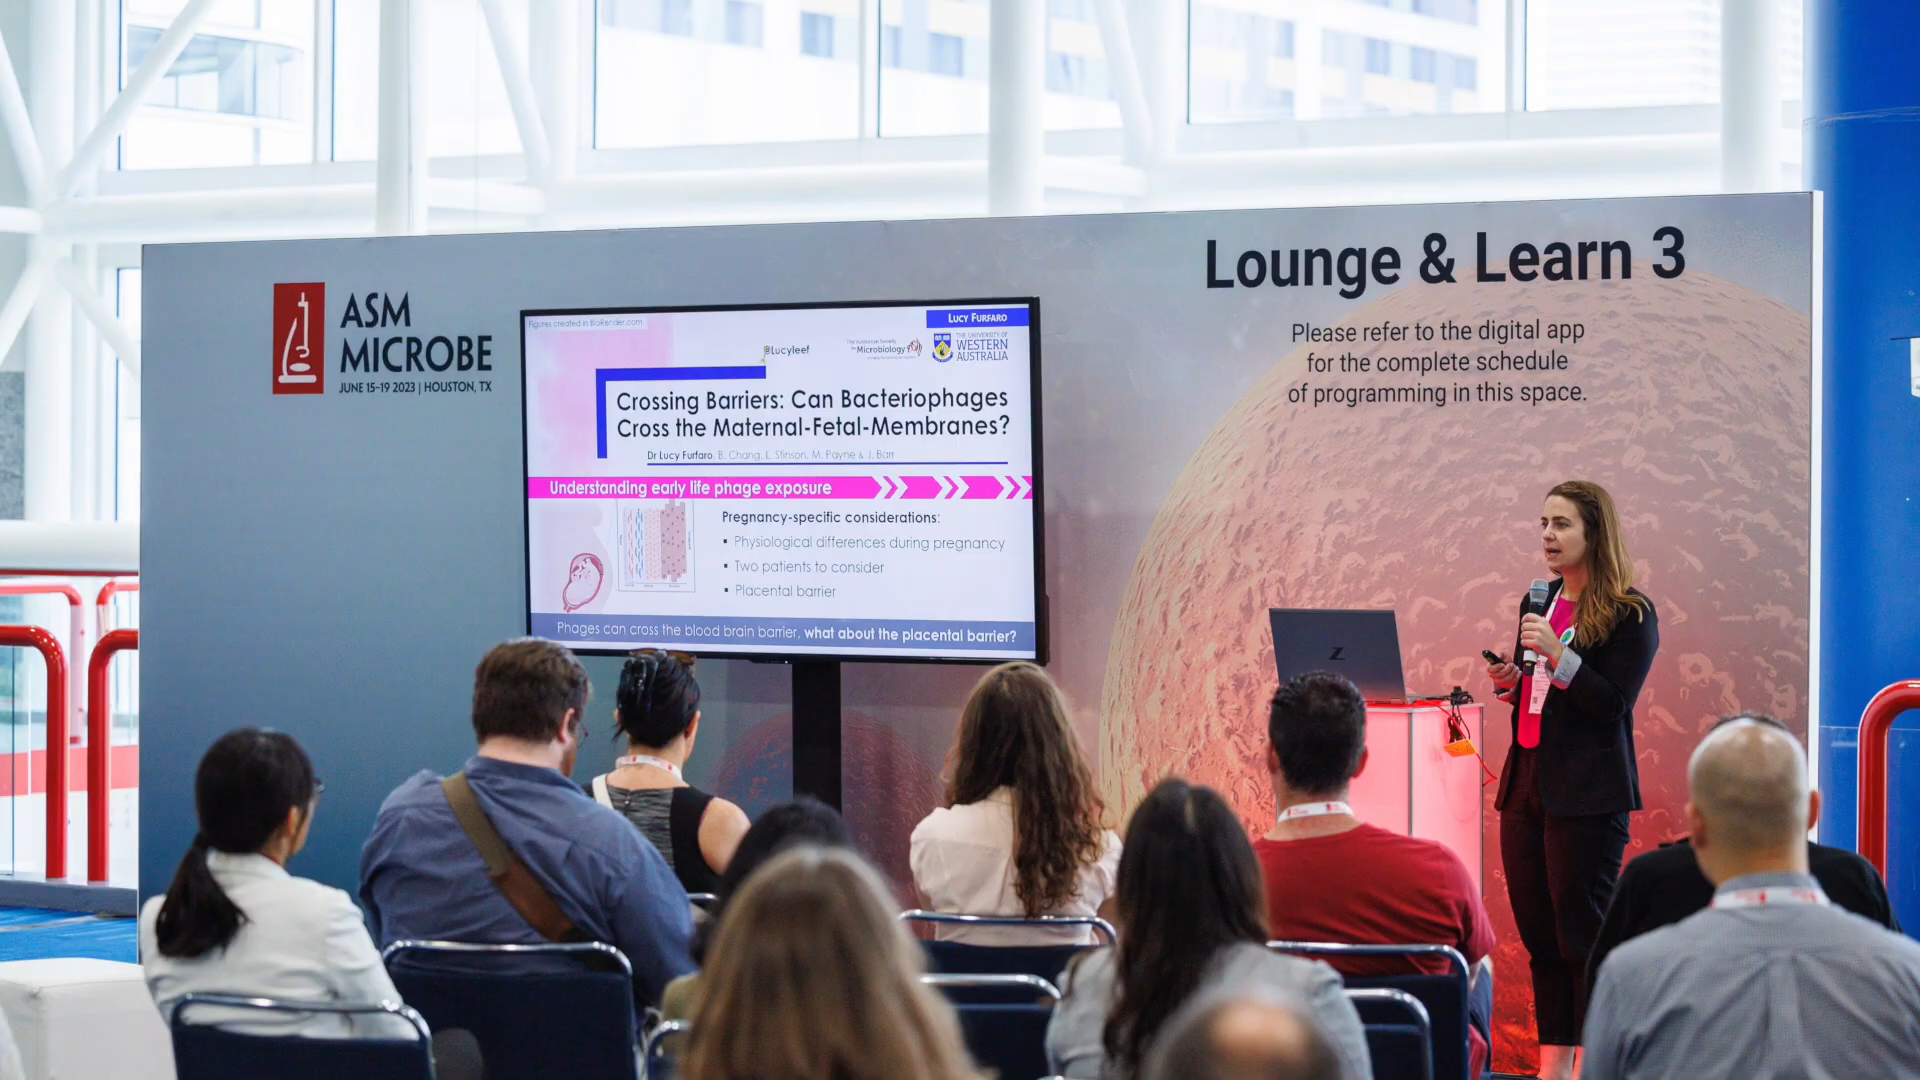 Lounge & Learn 3
Please refer to the digital app
for the complete schedule
of programming in this space.
ASM
MICROBE
JUNE 15-19 2023 | HOUSTON, TX
Figures created in BioRender.com
LUCY FURFARO
@Lucyleef
The Australian Society
for Microbiology
THE UNIVERSITY OF
WESTERN
AUSTRALIA
Crossing Barriers: Can Bacteriophages
Cross the Maternal-Fetal-Membranes?
Dr Lucy Furfaro, B. Chang, L. Stinson, M. Payne & J. Barr
Understanding early life phage exposure
Pregnancy-specific considerations:
▪ Physiological differences during pregnancy
▪ Two patients to consider
▪ Placental barrier
Phages can cross the blood brain barrier, what about the placental barrier?
Z